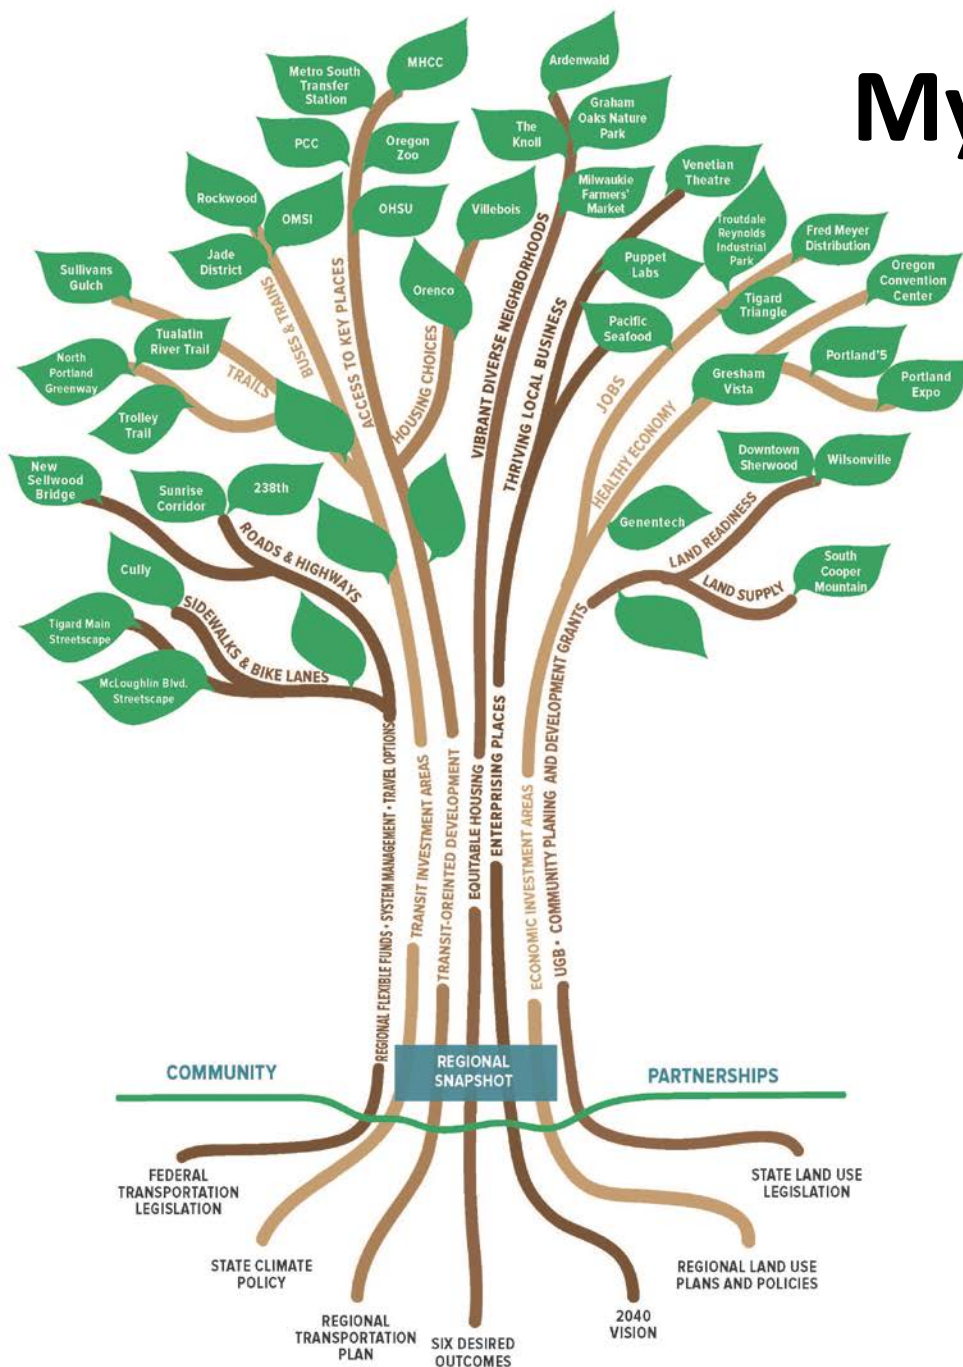 My
MHCC
Metro South
Transfer
Station
PCC
Oregon
Zoo
OHSU
Villebois
Orenco
Rockwood
OMSI
Jade
District
Sullivans
Gulch
Tualatin
River Trail
North
Portland
Greenway
Trolley
Trail
New
Sellwood
Bridge
Sunrise
Corridor
238th
Cully
Tigard Main
Streetscape
McLoughlin Blvd.
Streetscape
Ardenwald
The
Knoll
Graham
Oaks Nature
Park
Milwaukie
Farmers'
Market
Venetian
Theatre
Puppet
Labs
Pacific
Seafood
Troutdale
Reynolds
Industrial
Park
Fred Meyer
Distribution
Tigard
Triangle
Oregon
Convention
Center
Gresham
Vista
Portland'5
Portland
Expo
Genentech
Downtown
Sherwood
Wilsonville
South
Cooper
Mountain
TRAILS
BUSES & TRAINS
ACCESS TO KEY PLACES
HOUSING CHOICES
VIBRANT DIVERSE NEIGHBORHOODS
THRIVING LOCAL BUSINESS
JOBS
HEALTHY ECONOMY
LAND READINESS
LAND SUPPLY
ROADS & HIGHWAYS
SIDEWALKS & BIKE LANES
REGIONAL FLEXIBLE FUNDS • SYSTEM MANAGEMENT • TRAVEL OPTIONS
TRANSIT INVESTMENT AREAS
TRANSIT-OREINTED DEVELOPMENT
EQUITABLE HOUSING
ENTERPRISING PLACES
ECONOMIC INVESTMENT AREAS
UGB • COMMUNITY PLANING AND DEVELOPMENT GRANTS
COMMUNITY
REGIONAL
SNAPSHOT
PARTNERSHIPS
FEDERAL
TRANSPORTATION
LEGISLATION
STATE CLIMATE
POLICY
REGIONAL
TRANSPORTATION
PLAN
SIX DESIRED
OUTCOMES
2040
VISION
REGIONAL LAND USE
PLANS AND POLICIES
STATE LAND USE
LEGISLATION